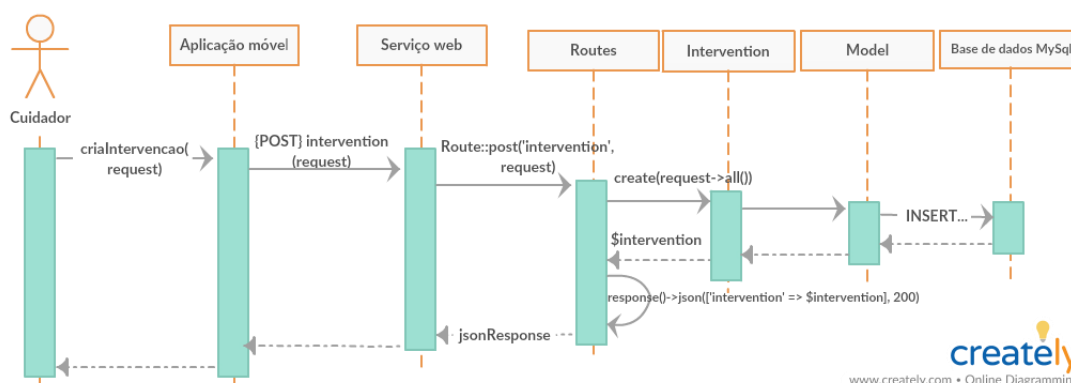 Aplicação móvel
Serviço web
Routes
Intervention
Model
Base de dados MySql
Cuidador
criaIntervencao(
request)
{POST} intervention
(request)
Route::post('intervention',
request)
create(request->all())
INSERT...
$intervention
response()->json(['intervention' => $intervention], 200)
jsonResponse
creately
www.creately.com • Online Diagramming